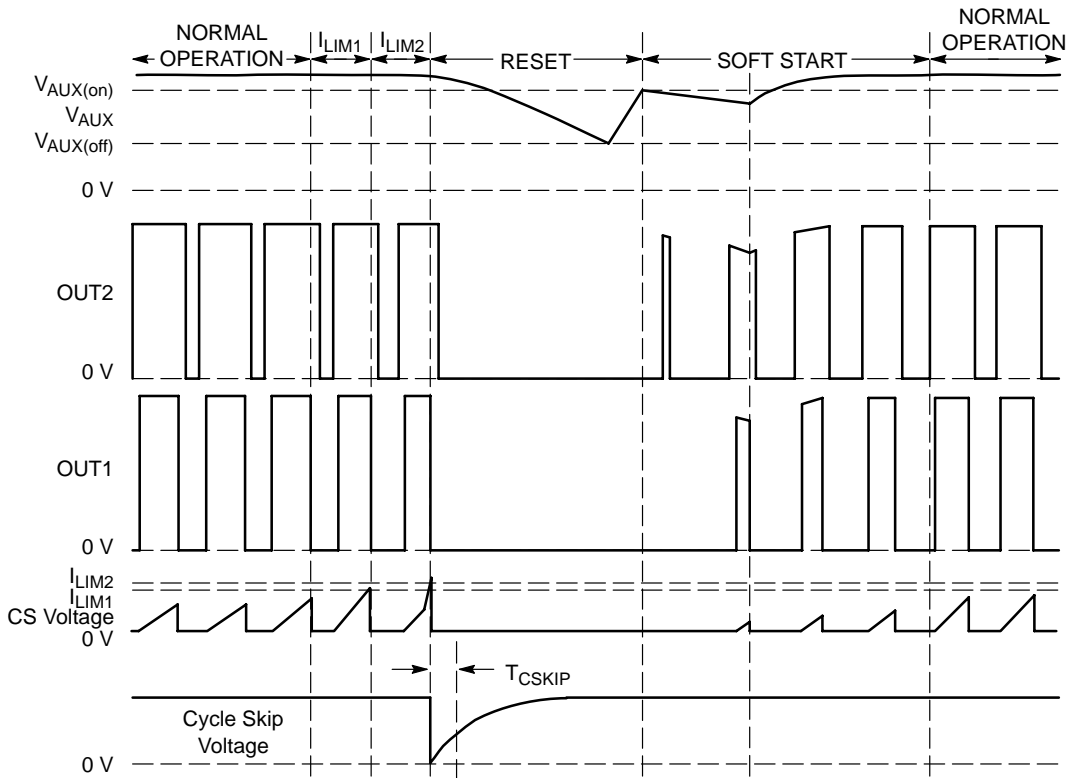 NORMAL
OPERATION
I_LIM1
I_LIM2
RESET
SOFT START
NORMAL
OPERATION
V_AUX(on)
V_AUX
V_AUX(off)
0 V
OUT2
0 V
OUT1
0 V
I_LIM2
I_LIM1
CS Voltage
0 V
T_CSKIP
Cycle Skip
Voltage
0 V